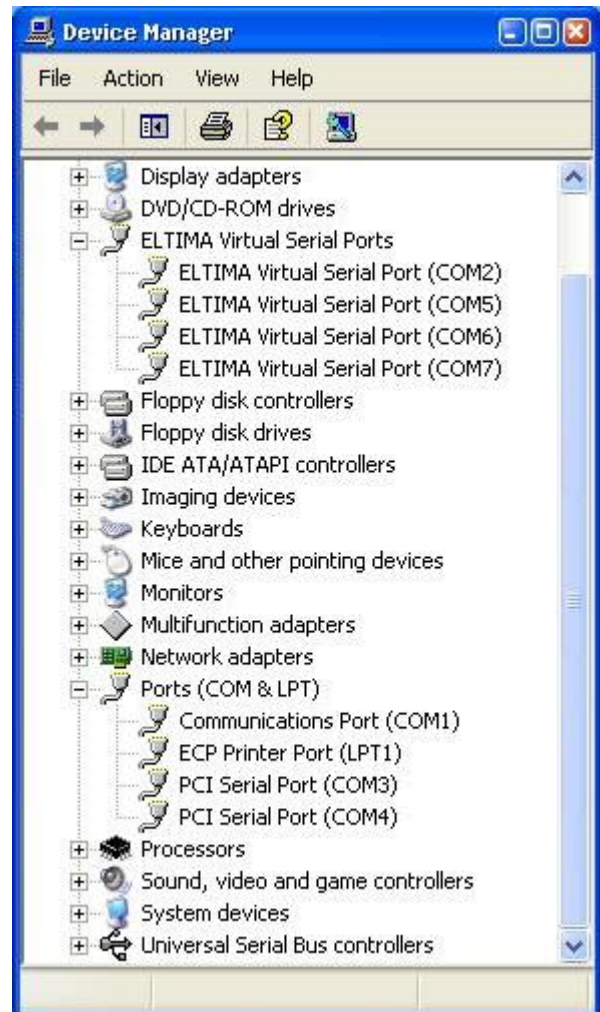 Device Manager
File Action View Help
Display adapters
DVD/CD-ROM drives
ELTIMA Virtual Serial Ports
ELTIMA Virtual Serial Port (COM2)
ELTIMA Virtual Serial Port (COM5)
ELTIMA Virtual Serial Port (COM6)
ELTIMA Virtual Serial Port (COM7)
Floppy disk controllers
Floppy disk drives
IDE ATA/ATAPI controllers
Imaging devices
Keyboards
Mice and other pointing devices
Monitors
Multifunction adapters
Network adapters
Ports (COM & LPT)
Communications Port (COM1)
ECP Printer Port (LPT1)
PCI Serial Port (COM3)
PCI Serial Port (COM4)
Processors
Sound, video and game controllers
System devices
Universal Serial Bus controllers